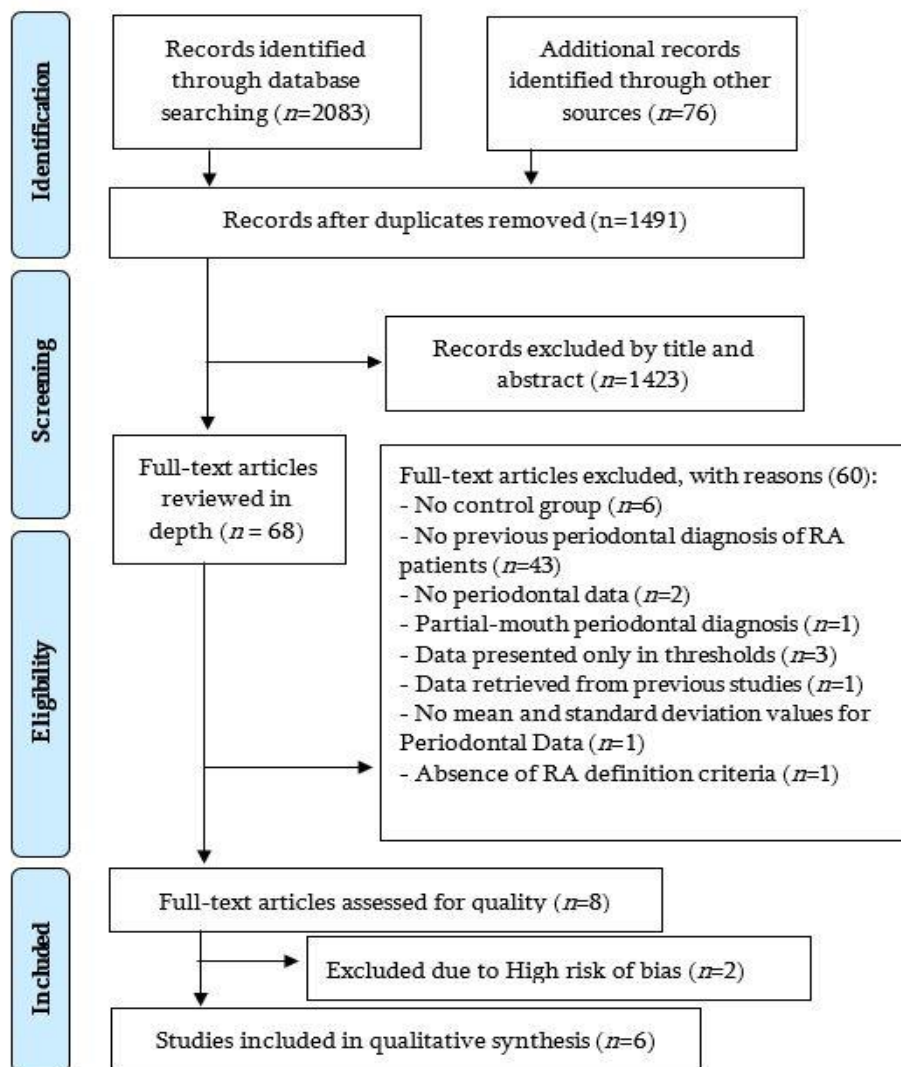 Identification
Records identified
through database
searching (n=2083)
Additional records
identified through other
sources (n=76)
Records after duplicates removed (n=1491)
Screening
Records excluded by title and
abstract (n=1423)
Full-text articles
reviewed in
depth (n = 68)
Eligibility
Full-text articles excluded, with reasons (60):
- No control group (n=6)
- No previous periodontal diagnosis of RA
patients (n=43)
- No periodontal data (n=2)
- Partial-mouth periodontal diagnosis (n=1)
- Data presented only in thresholds (n=3)
- Data retrieved from previous studies (n=1)
- No mean and standard deviation values for
Periodontal Data (n=1)
- Absence of RA definition criteria (n=1)
Included
Full-text articles assessed for quality (n=8)
Excluded due to High risk of bias (n=2)
Studies included in qualitative synthesis (n=6)